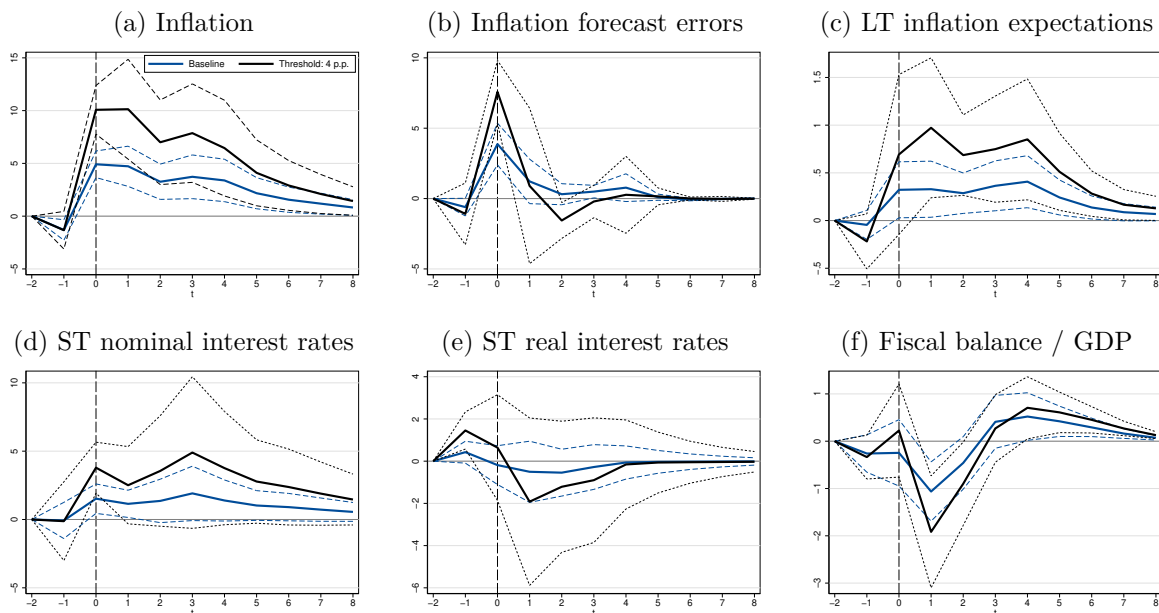 (a) Inflation
(b) Inflation forecast errors
(c) LT inflation expectations
Baseline
Threshold: 4 p.p.
-5
0
5
10
15
-2 -1 0 1 2 3 4 5 6 7 8
t
-5
0
5
10
-2 -1 0 1 2 3 4 5 6 7 8
t
-.5
0
.5
1
1.5
-2 -1 0 1 2 3 4 5 6 7 8
t
(d) ST nominal interest rates
(e) ST real interest rates
(f) Fiscal balance / GDP
-5
0
5
10
-2 -1 0 1 2 3 4 5 6 7 8
t
-6
-4
-2
0
2
4
-2 -1 0 1 2 3 4 5 6 7 8
t
-3
-2
-1
0
1
-2 -1 0 1 2 3 4 5 6 7 8
t